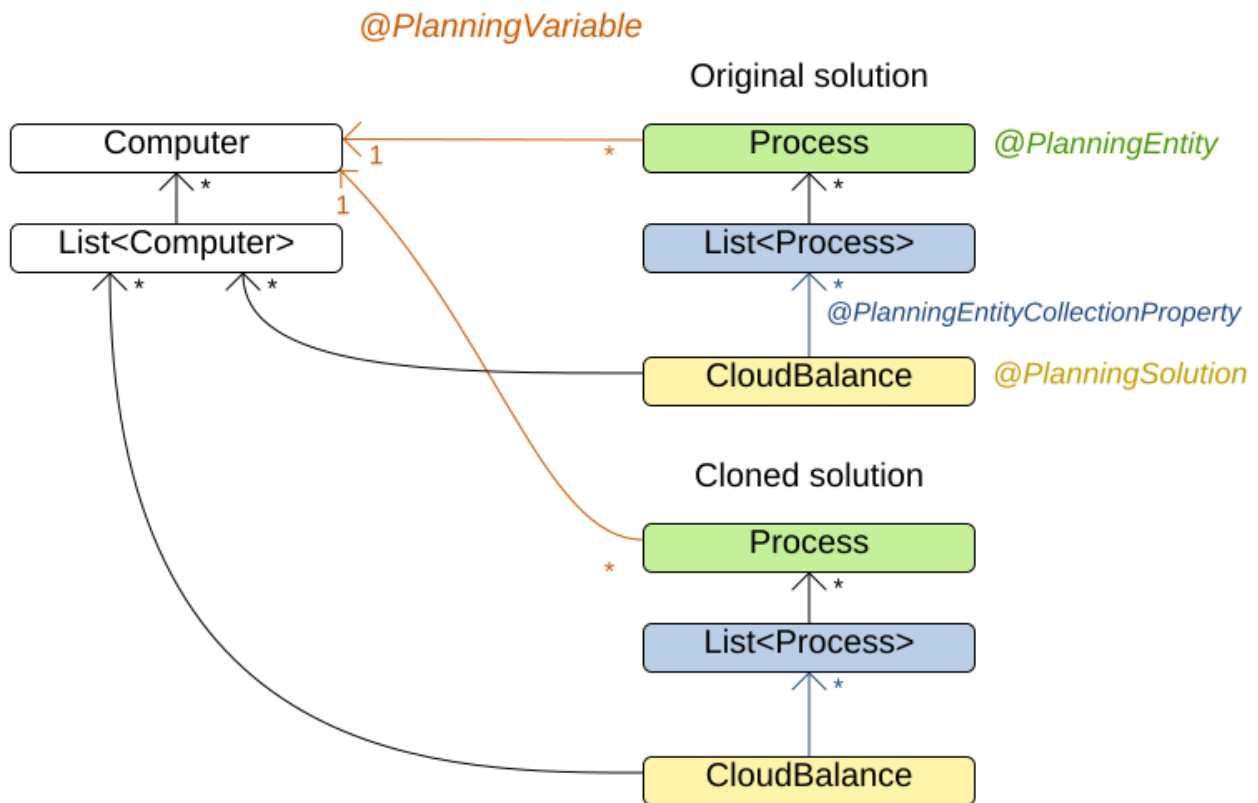 @PlanningVariable
Original solution
Computer
1
*
Process
@PlanningEntity
*
1
*
List<Computer>
List<Process>
*
*
*
@PlanningEntityCollectionProperty
CloudBalance
@PlanningSolution
Cloned solution
Process
*
*
List<Process>
*
CloudBalance